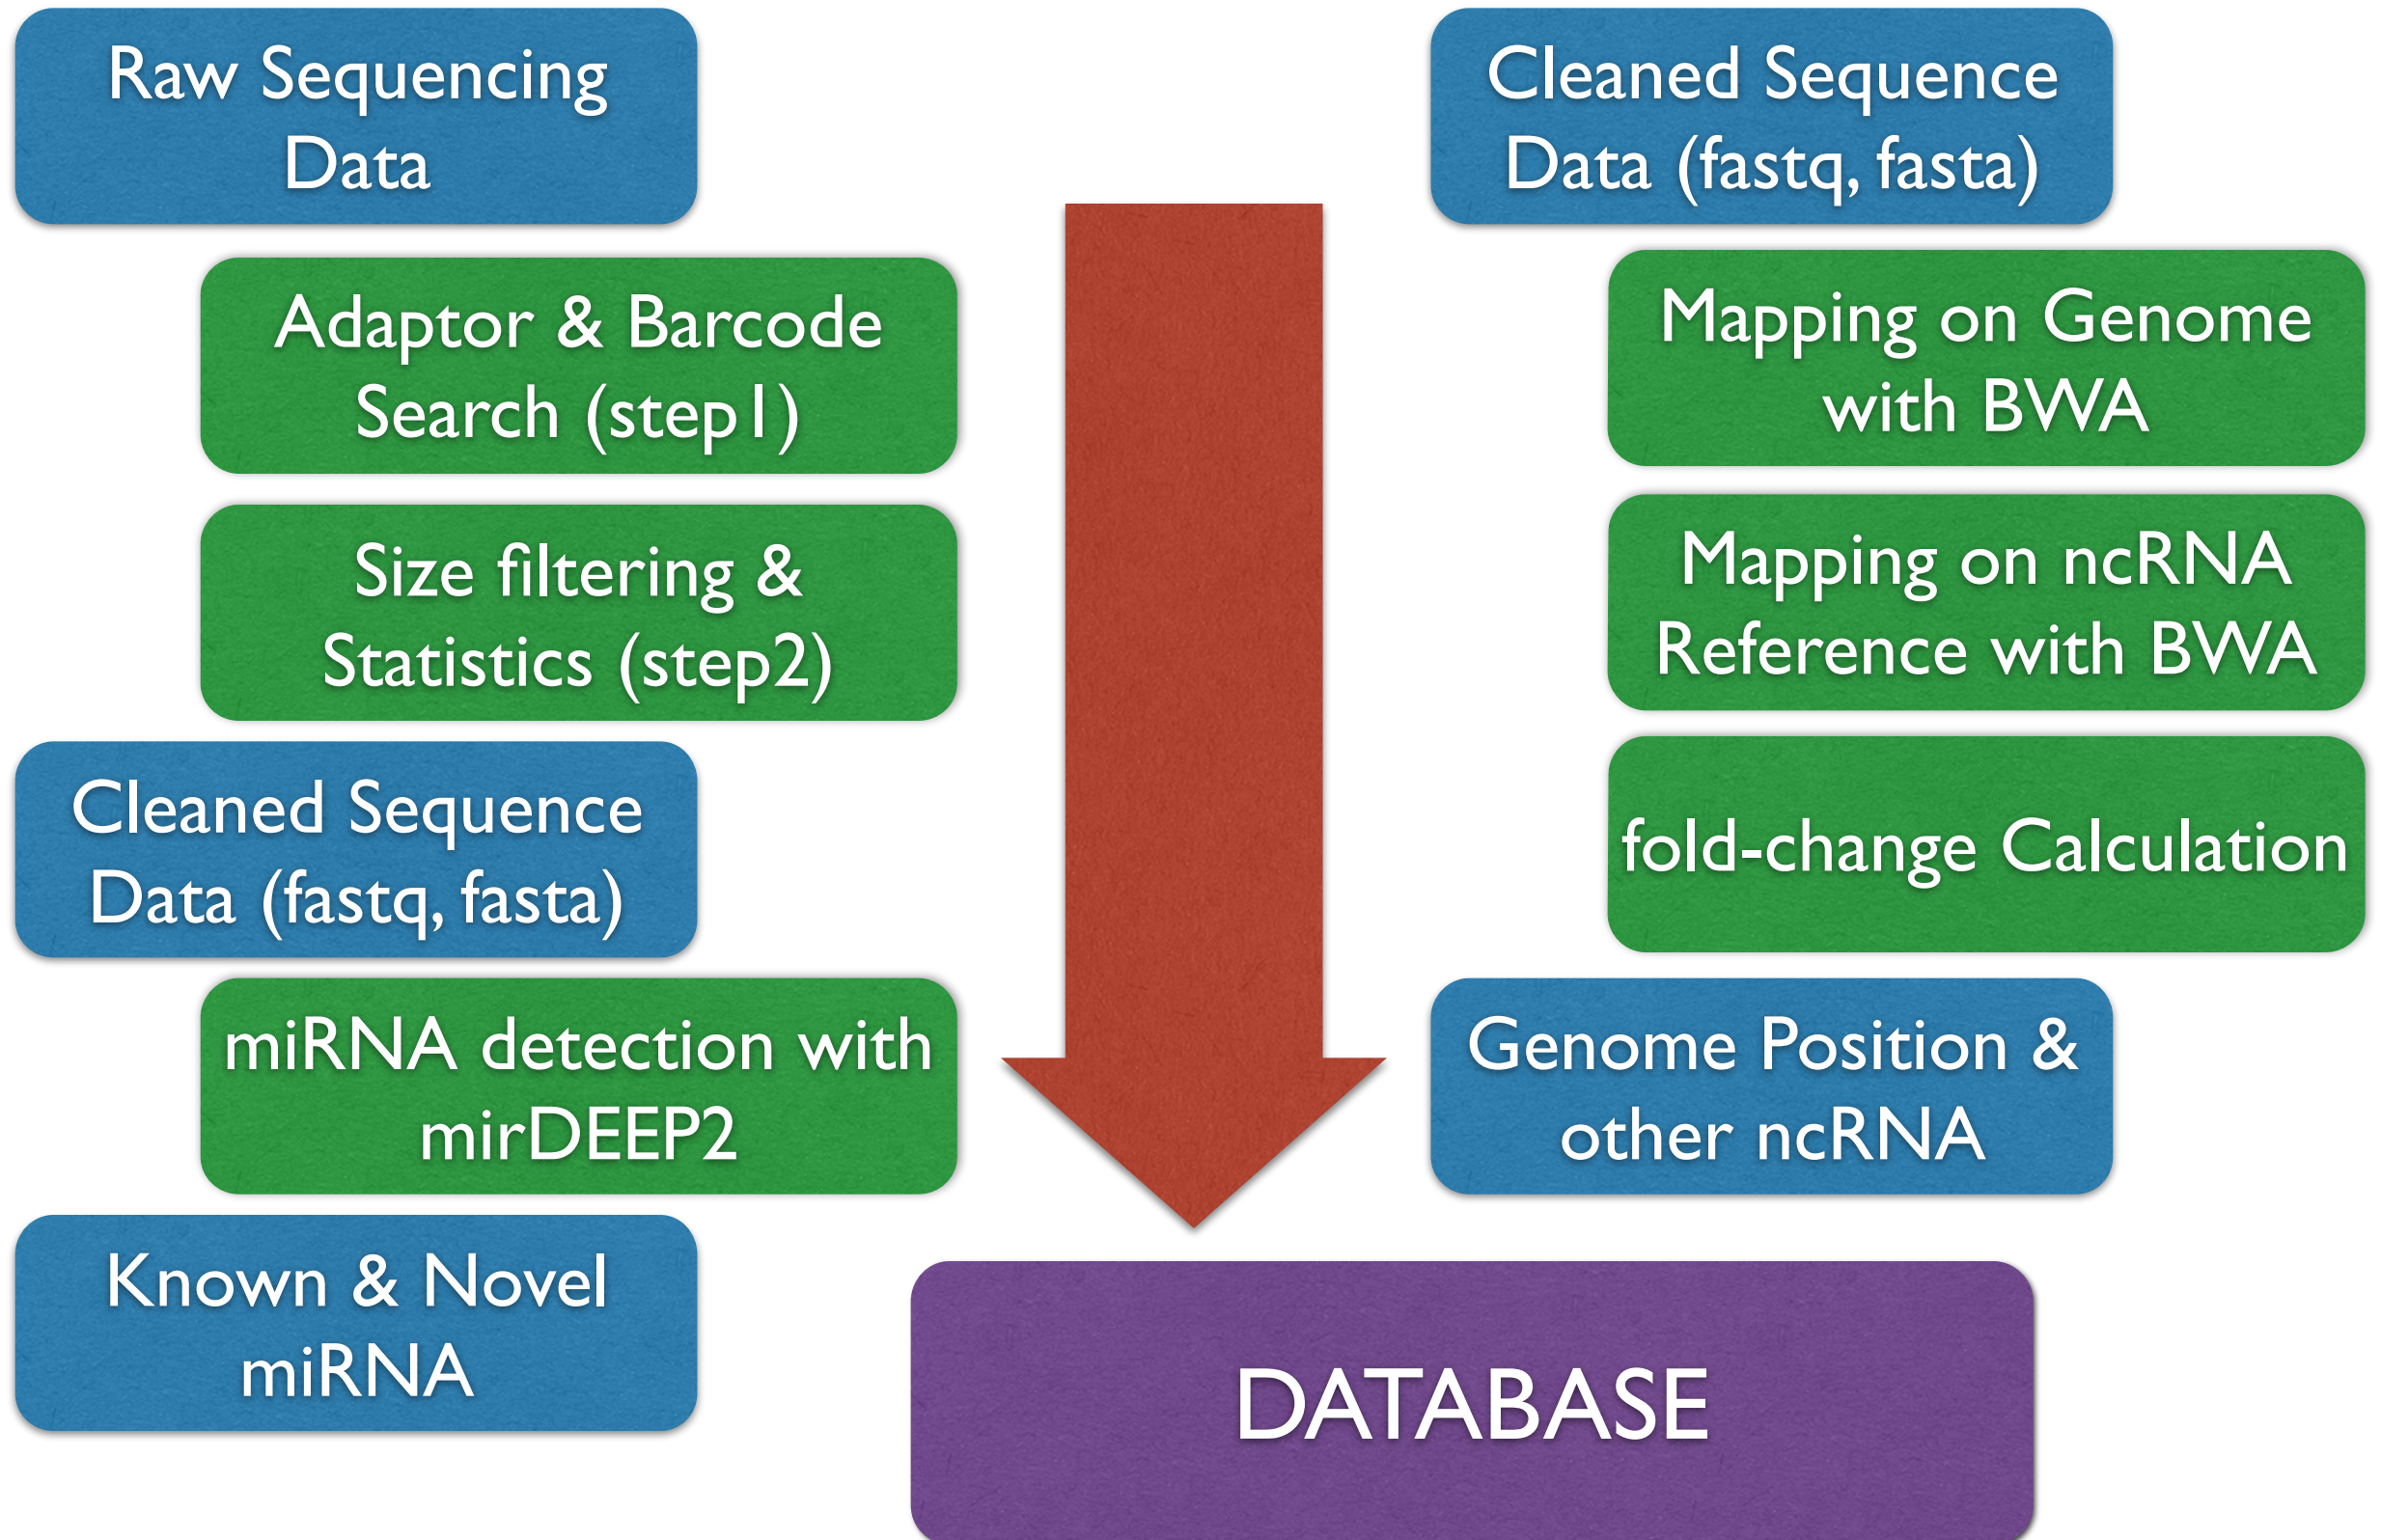 Raw Sequencing
Data
Adaptor & Barcode
Search (step1)
Size filtering &
Statistics (step2)
Cleaned Sequence
Data (fastq, fasta)
miRNA detection with
mirDEEP2
Known & Novel
miRNA
Cleaned Sequence
Data (fastq, fasta)
Mapping on Genome
with BWA
Mapping on ncRNA
Reference with BWA
fold-change Calculation
Genome Position &
other ncRNA
DATABASE